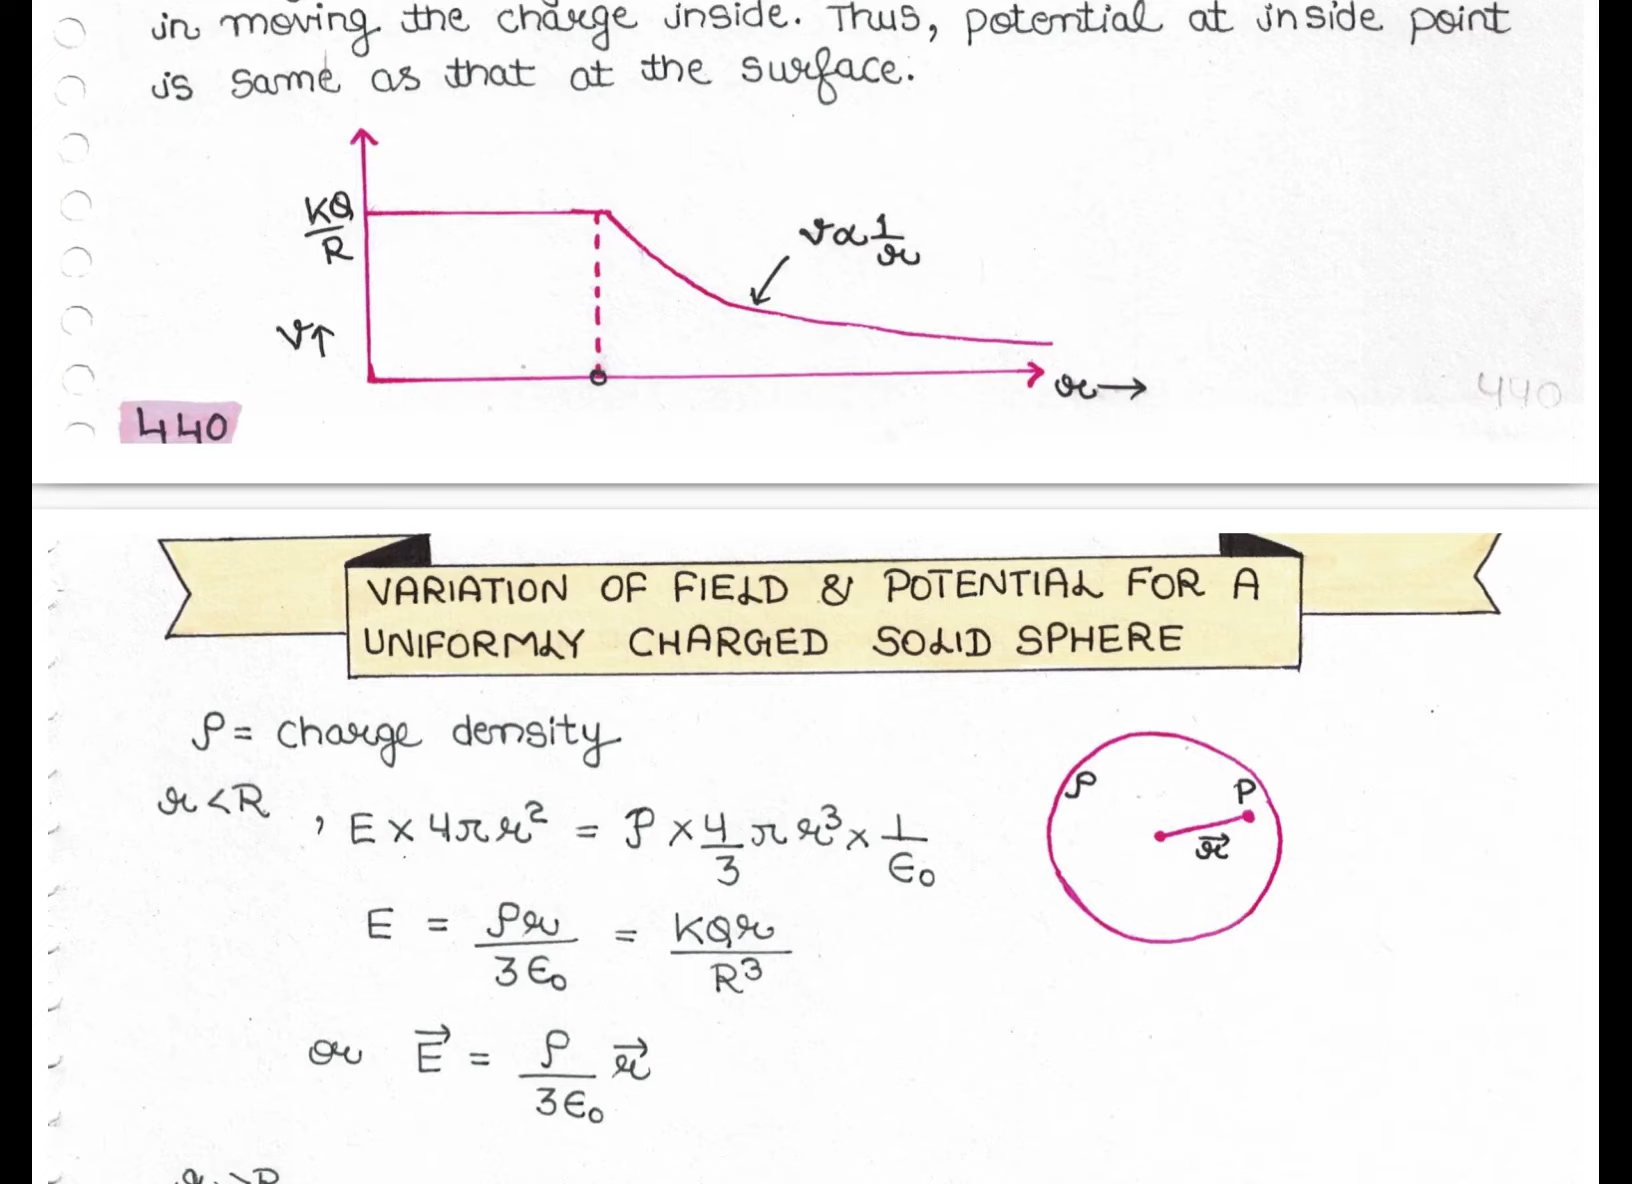 in moving the charge inside. Thus, potential at inside point
is same as that at the surface.
KQ/R
V∝1/r
V↑
r→
440
440
VARIATION OF FIELD & POTENTIAL FOR A
UNIFORMLY CHARGED SOLID SPHERE
ρ = charge density
ρ
P
r⃗
r<R , E × 4πr² = ρ × 4/3 πr³ × 1/ε₀
E = ρr/3ε₀ = KQr/R³
or E⃗ = ρ/3ε₀ r⃗
r>R